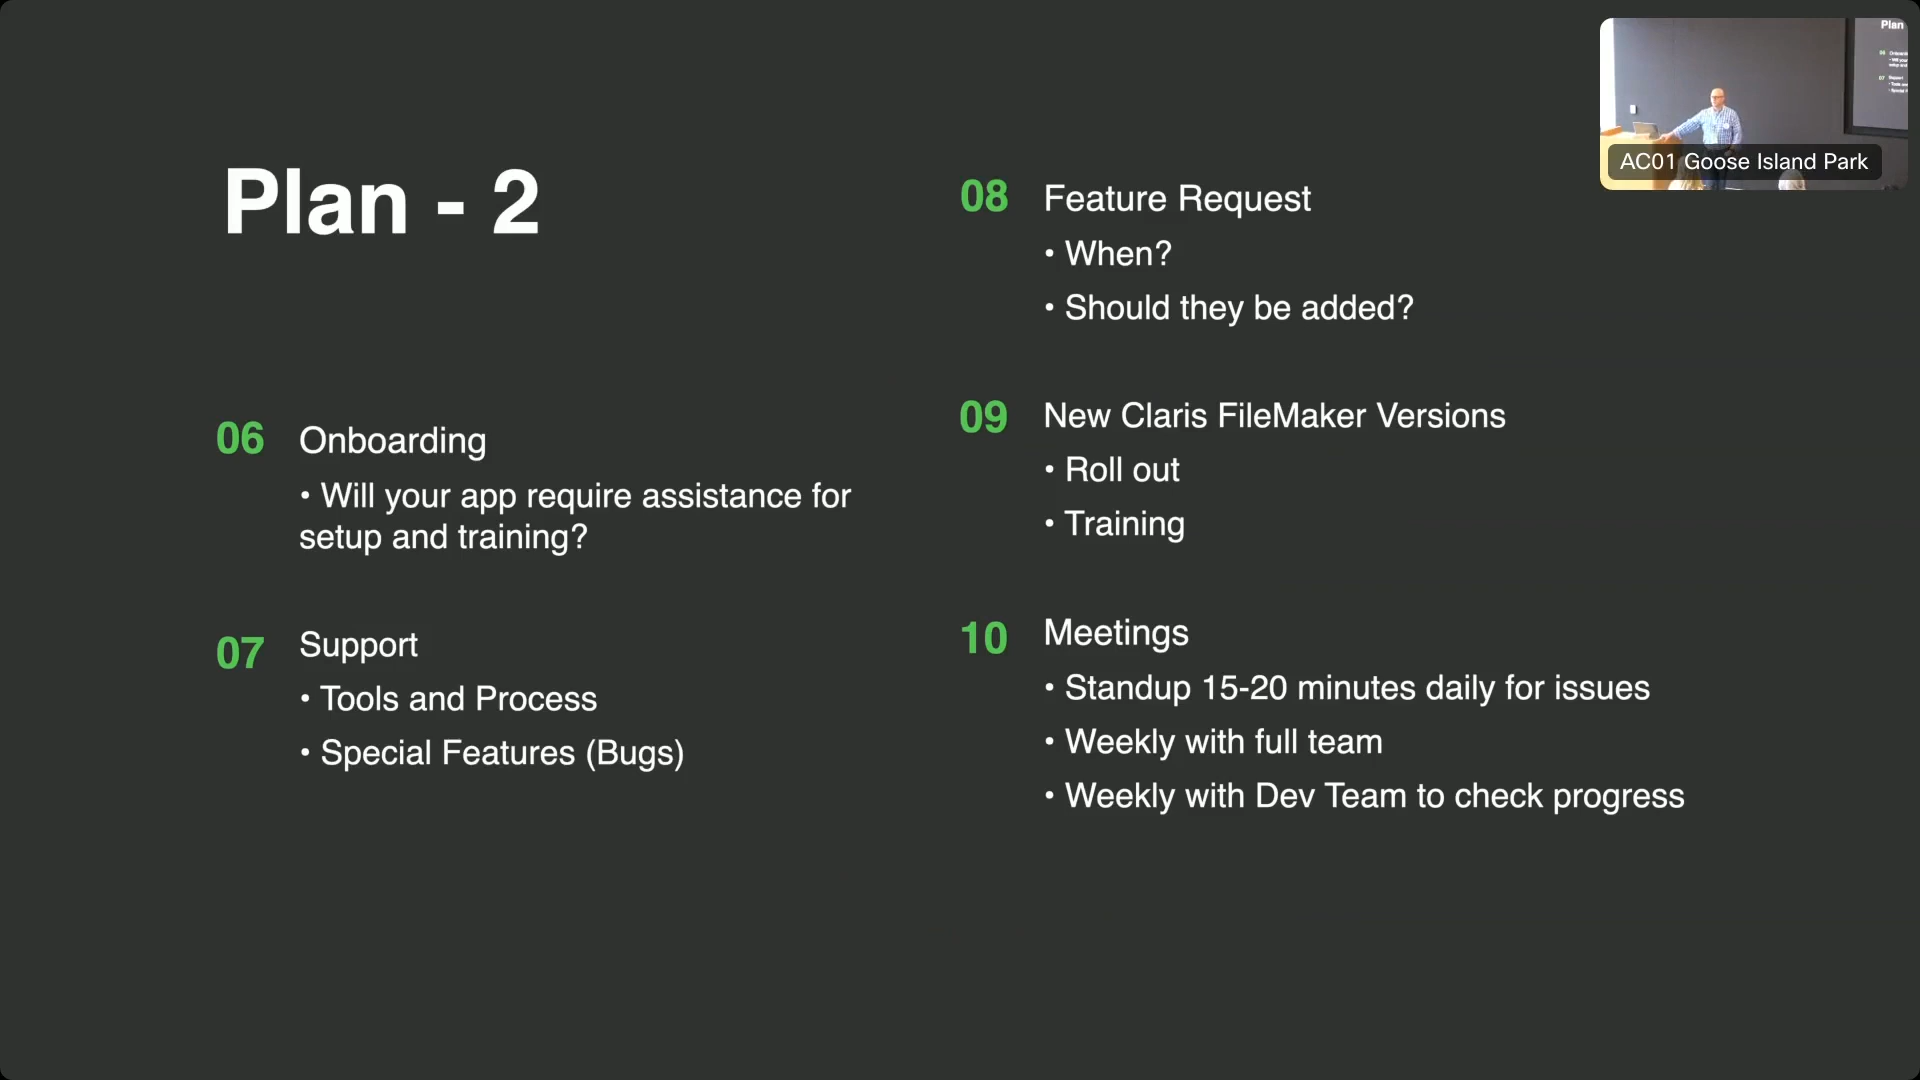 Plan - 2
06 Onboarding
• Will your app require assistance for
setup and training?
07 Support
• Tools and Process
• Special Features (Bugs)
08 Feature Request
• When?
• Should they be added?
09 New Claris FileMaker Versions
• Roll out
• Training
10 Meetings
• Standup 15-20 minutes daily for issues
• Weekly with full team
• Weekly with Dev Team to check progress
Plan
AC01 Goose Island Park